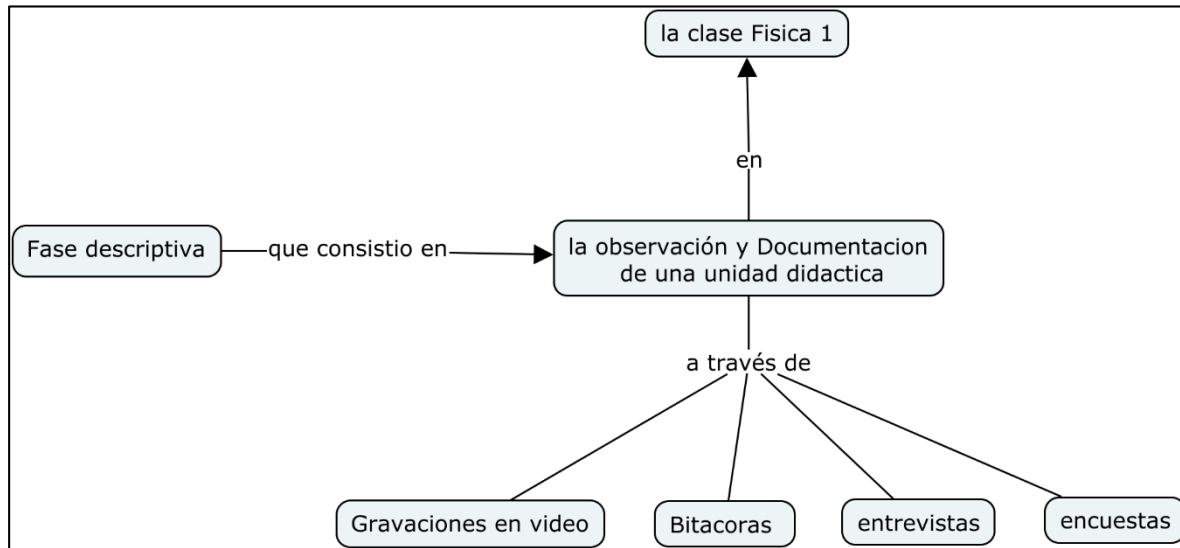 la clase Fisica 1
en
Fase descriptiva
que consistio en
la observación y Documentacion
de una unidad didactica
a través de
Gravaciones en video
Bitacoras
entrevistas
encuestas